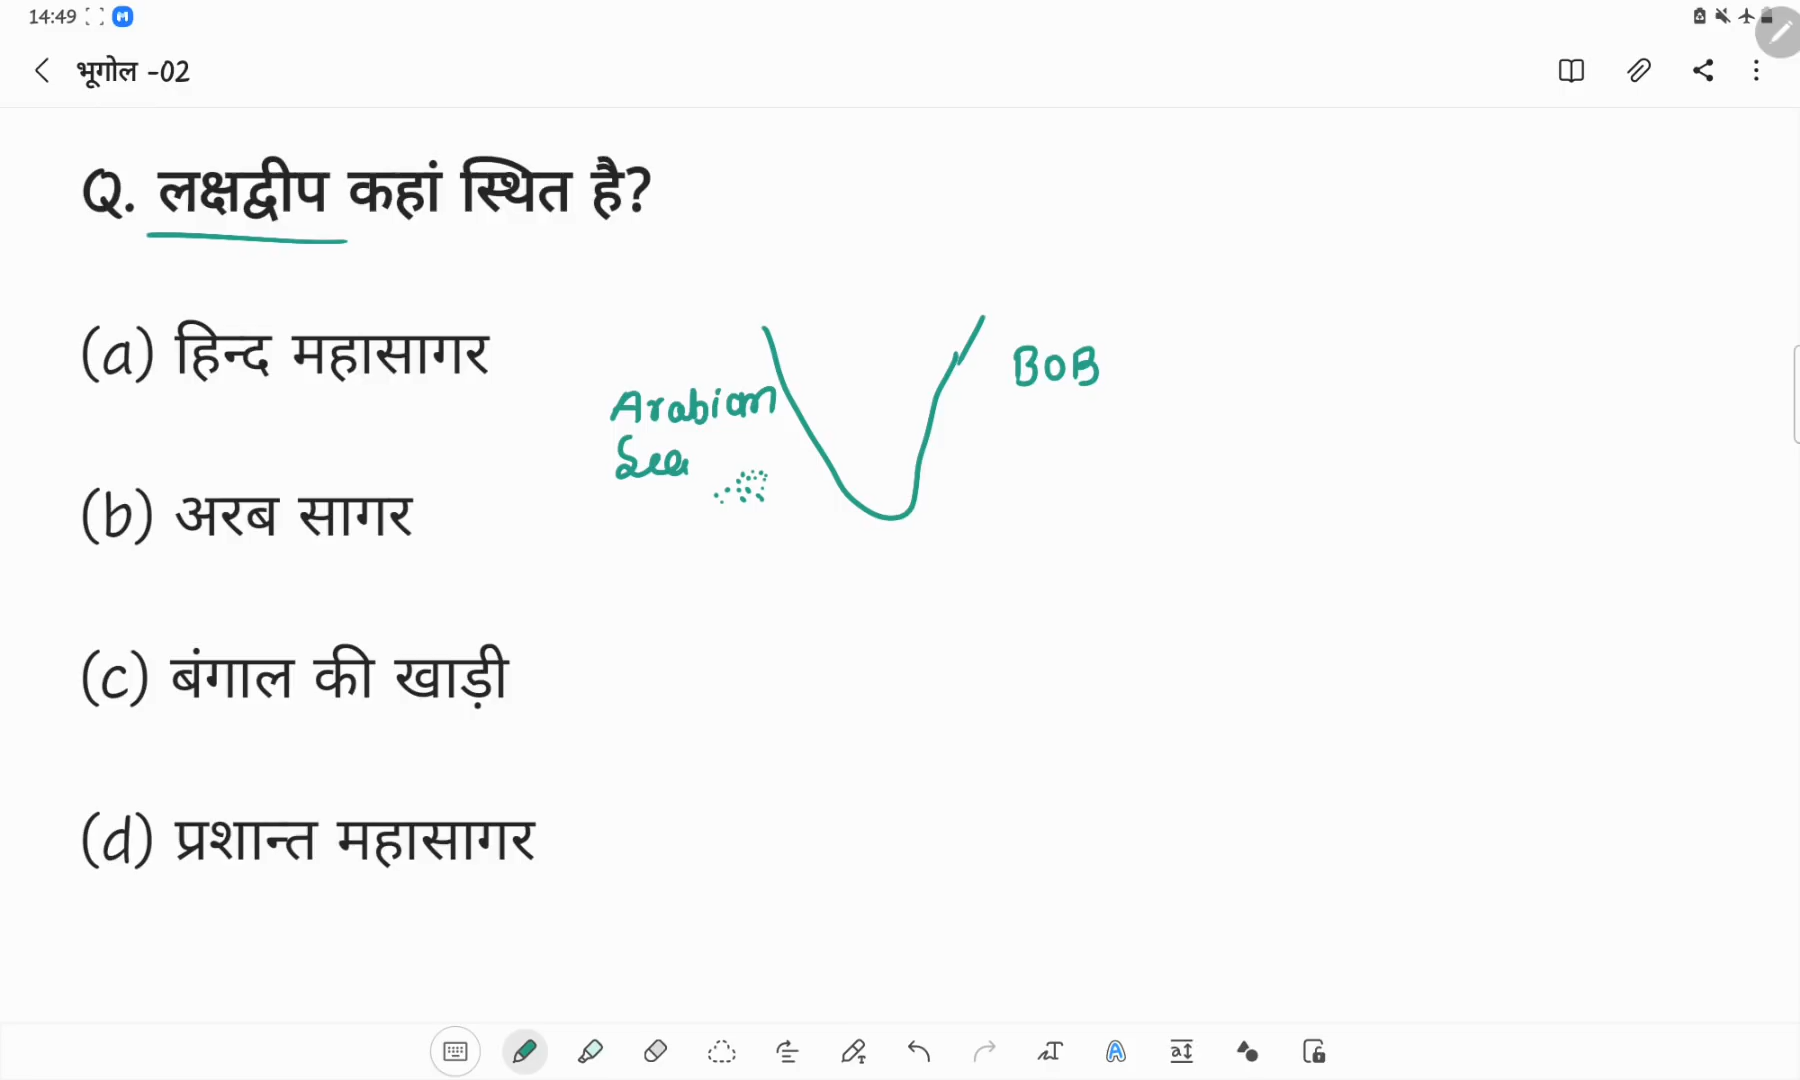 14:49
भूगोल -02
Q. लक्षद्वीप कहां स्थित है?
(a) हिन्द महासागर
BOB
Arabian
Sea
(b) अरब सागर
(c) बंगाल की खाड़ी
(d) प्रशान्त महासागर